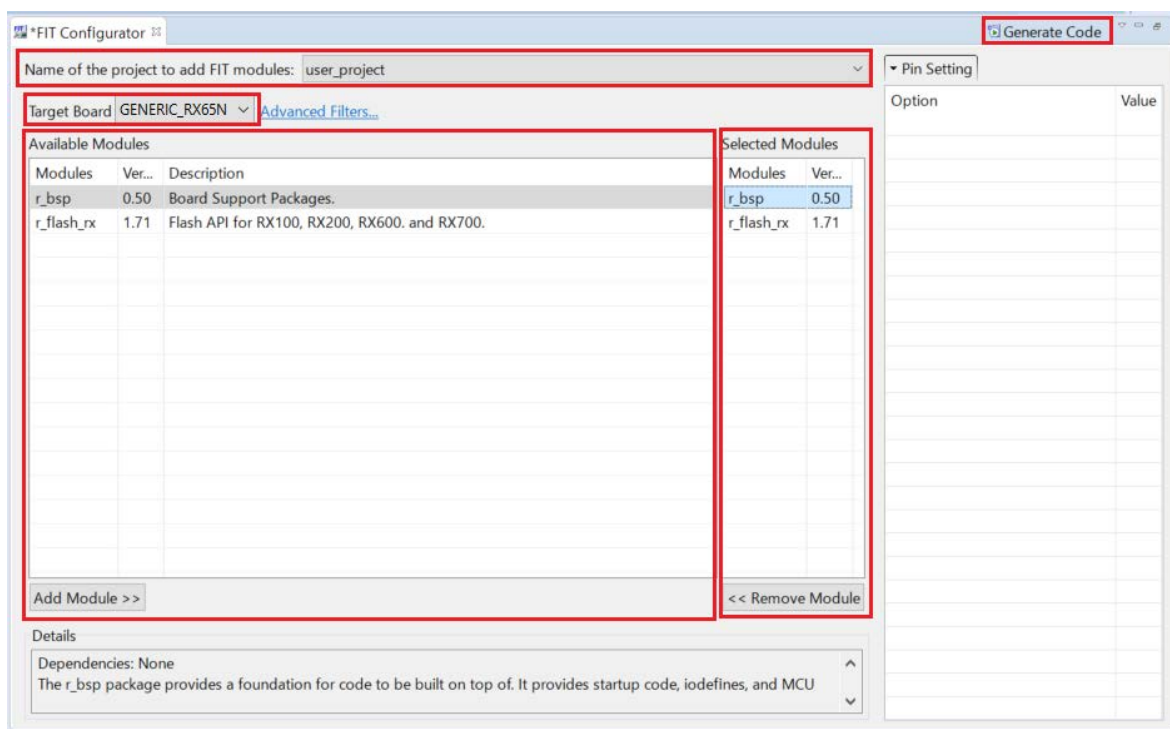 *FIT Configurator
Generate Code
Name of the project to add FIT modules: user_project
Pin Setting
Target Board GENERIC_RX65N Advanced Filters...
Option Value
Available Modules
Selected Modules
Modules Ver... Description
Modules Ver...
r_bsp 0.50 Board Support Packages.
r_bsp 0.50
r_flash_rx 1.71 Flash API for RX100, RX200, RX600. and RX700.
r_flash_rx 1.71
Add Module >>
<< Remove Module
Details
Dependencies: None
The r_bsp package provides a foundation for code to be built on top of. It provides startup code, iodefines, and MCU